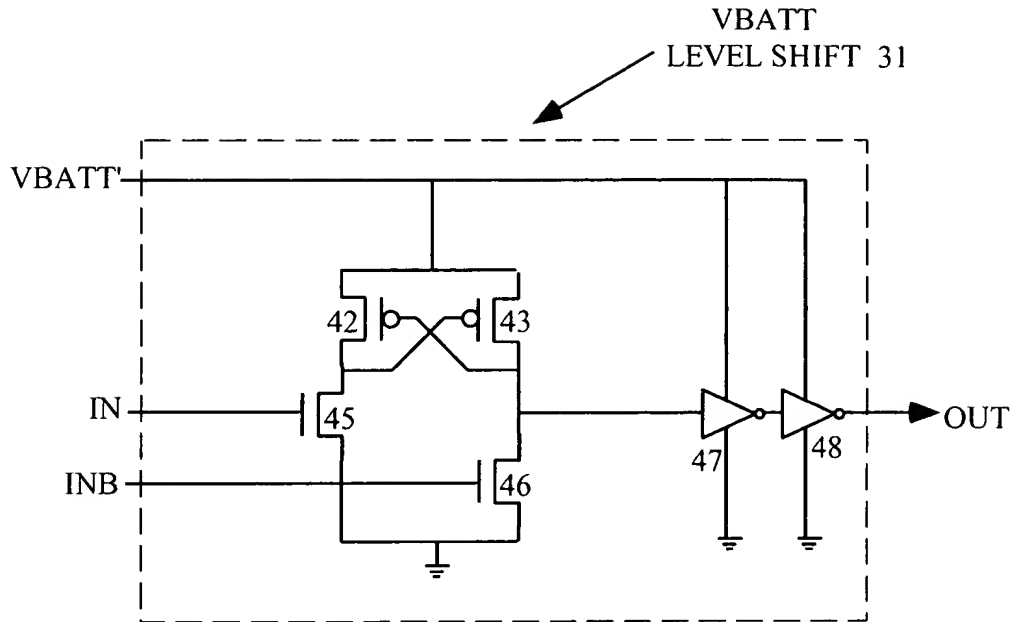 VBATT
LEVEL SHIFT 31
VBATT'
42
43
IN
45
OUT
47
48
INB
46